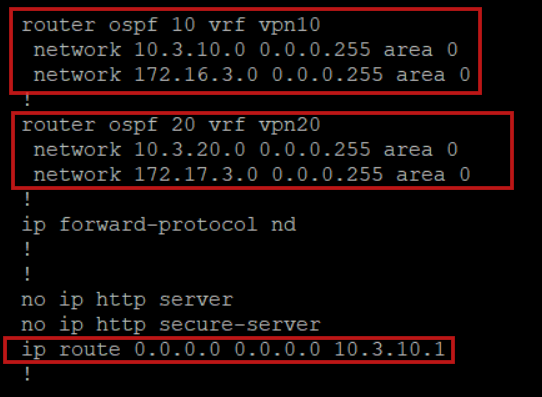 router ospf 10 vrf vpn10
network 10.3.10.0 0.0.0.255 area 0
network 172.16.3.0 0.0.0.255 area 0
!
router ospf 20 vrf vpn20
network 10.3.20.0 0.0.0.255 area 0
network 172.17.3.0 0.0.0.255 area 0
!
ip forward-protocol nd
!
!
no ip http server
no ip http secure-server
ip route 0.0.0.0 0.0.0.0 10.3.10.1
!